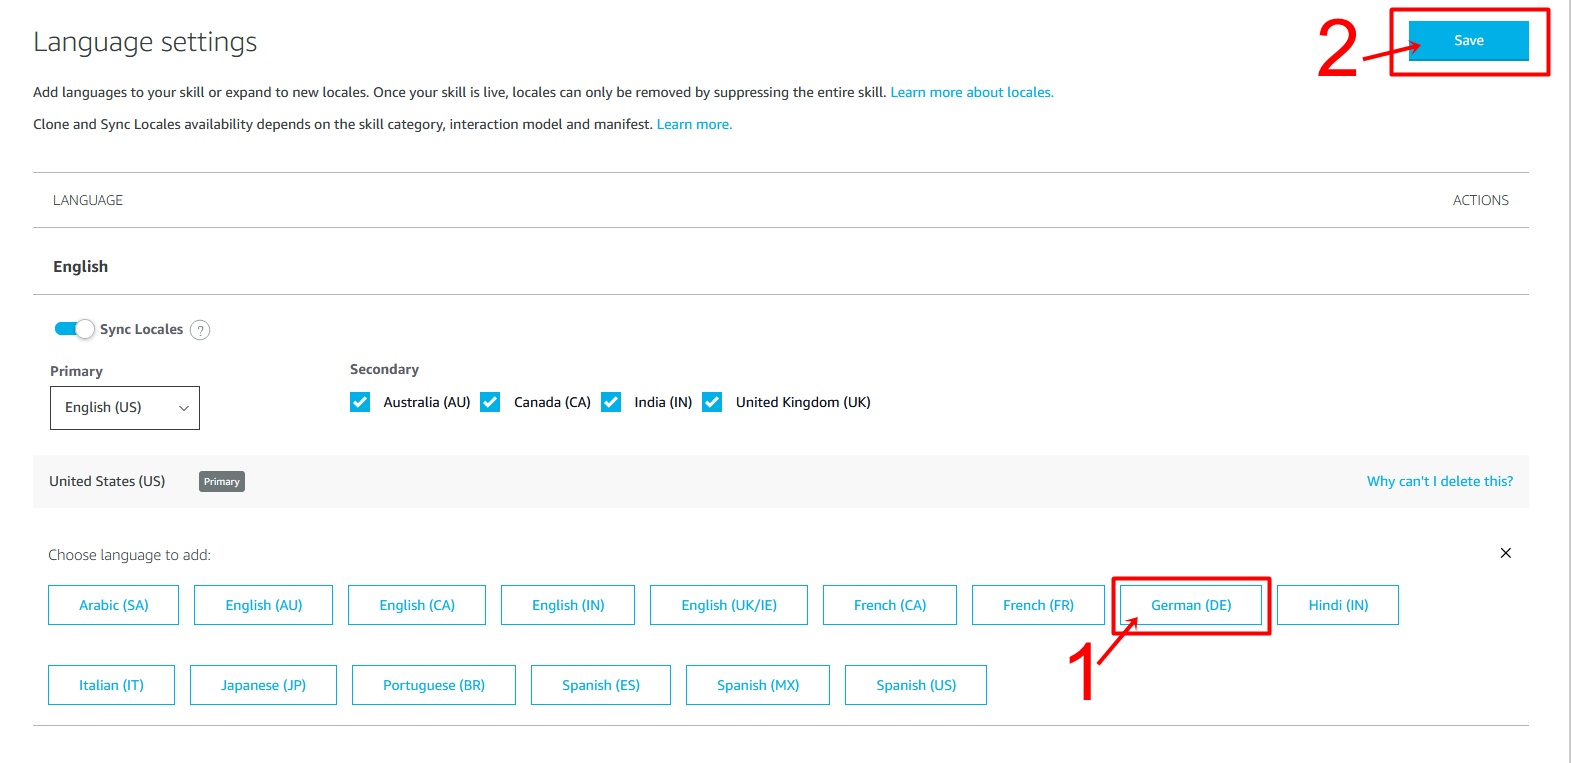 Language settings
2
Save
Add languages to your skill or expand to new locales. Once your skill is live, locales can only be removed by suppressing the entire skill. Learn more about locales.
Clone and Sync Locales availability depends on the skill category, interaction model and manifest. Learn more.
LANGUAGE ACTIONS
English
Sync Locales ?
Primary Secondary
English (US) Australia (AU) Canada (CA) India (IN) United Kingdom (UK)
United States (US) Primary Why can't I delete this?
Choose language to add:
Arabic (SA) English (AU) English (CA) English (IN) English (UK/IE) French (CA) French (FR) German (DE) Hindi (IN)
1
Italian (IT) Japanese (JP) Portuguese (BR) Spanish (ES) Spanish (MX) Spanish (US)